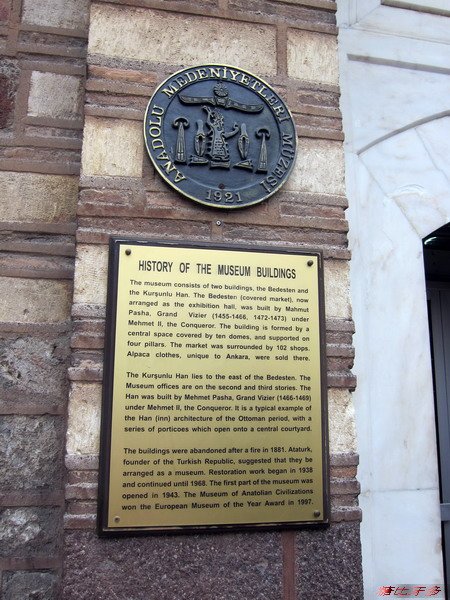 ANADOLU MEDENİYETLERİ MÜZESİ
1921
HISTORY OF THE MUSEUM BUILDINGS
The museum consists of two buildings, the Bedesten and
the Kurşunlu Han. The Bedesten (covered market), now
arranged as the exhibition hall, was built by Mahmut
Pasha, Grand Vizier (1455-1466, 1472-1473) under
Mehmet II, the Conqueror. The building is formed by a
central space covered by ten domes, and supported on
four pillars. The market was surrounded by 102 shops.
Alpaca clothes, unique to Ankara, were sold there.
The Kurşunlu Han lies to the east of the Bedesten. The
Museum offices are on the second and third stories. The
Han was built by Mehmet Pasha, Grand Vizier (1466-1469)
under Mehmet II, the Conqueror. It is a typical example
of the Han (inn) architecture of the Ottoman period, with a
series of porticoes which open onto a central courtyard.
The buildings were abandoned after a fire in 1881. Ataturk,
founder of the Turkish Republic, suggested that they be
arranged as a museum. Restoration work began in 1938
and continued until 1968. The first part of the museum was
opened in 1943. The Museum of Anatolian Civilizations
won the European Museum of the Year Award in 1997.